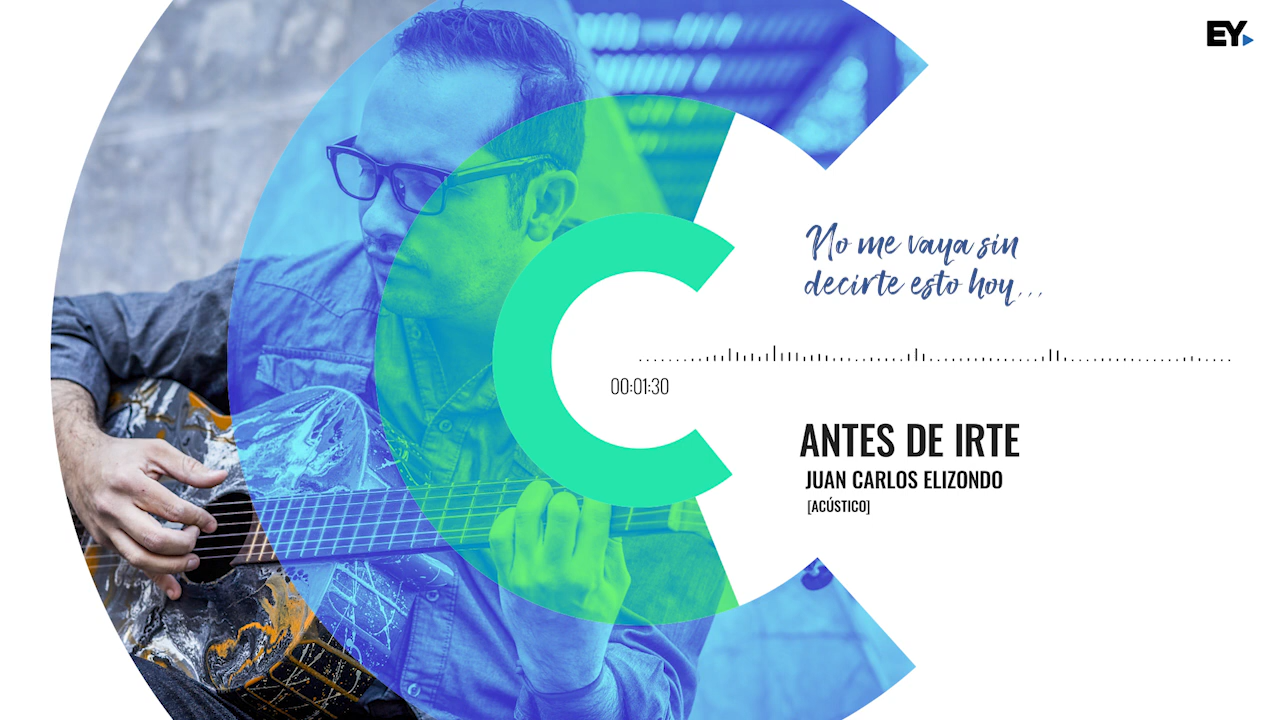 EY
No me vaya sin
decirte esto hoy...
00:01:30
ANTES DE IRTE
JUAN CARLOS ELIZONDO
[ACÚSTICO]